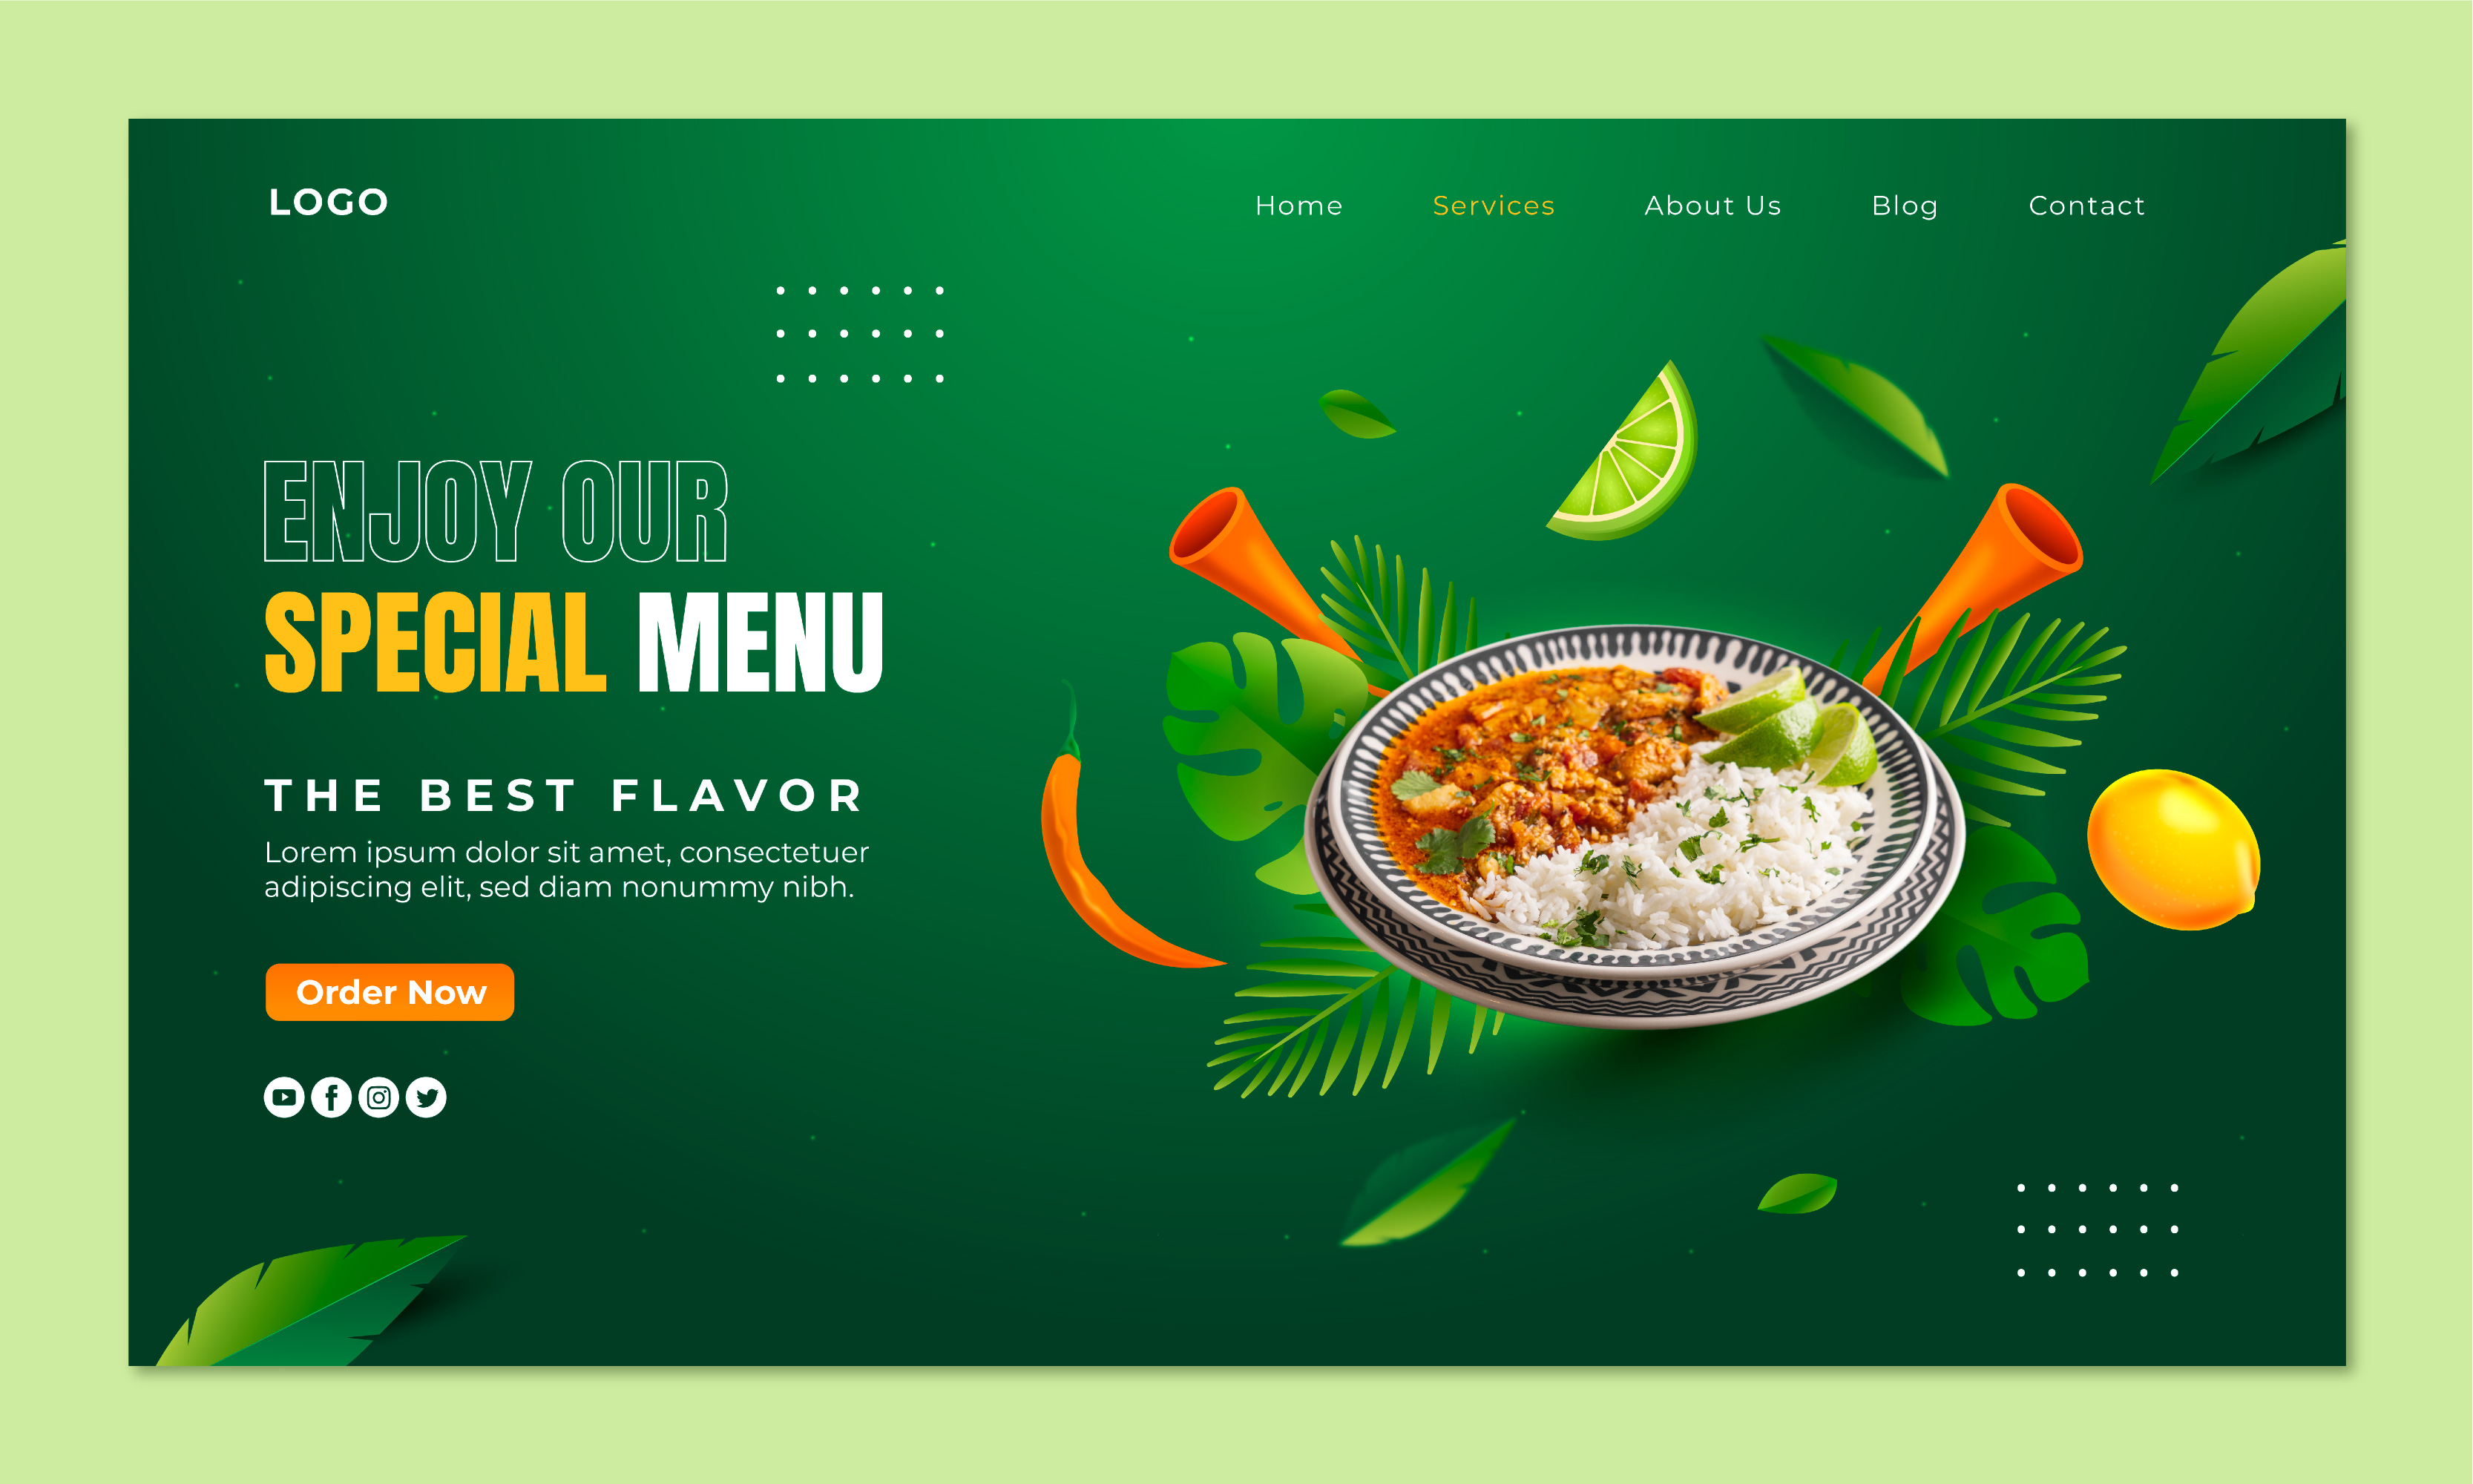 LOGO
Home Services About Us Blog Contact
ENJOY OUR
SPECIAL MENU
THE BEST FLAVOR
Lorem ipsum dolor sit amet, consectetuer
adipiscing elit, sed diam nonummy nibh.
Order Now